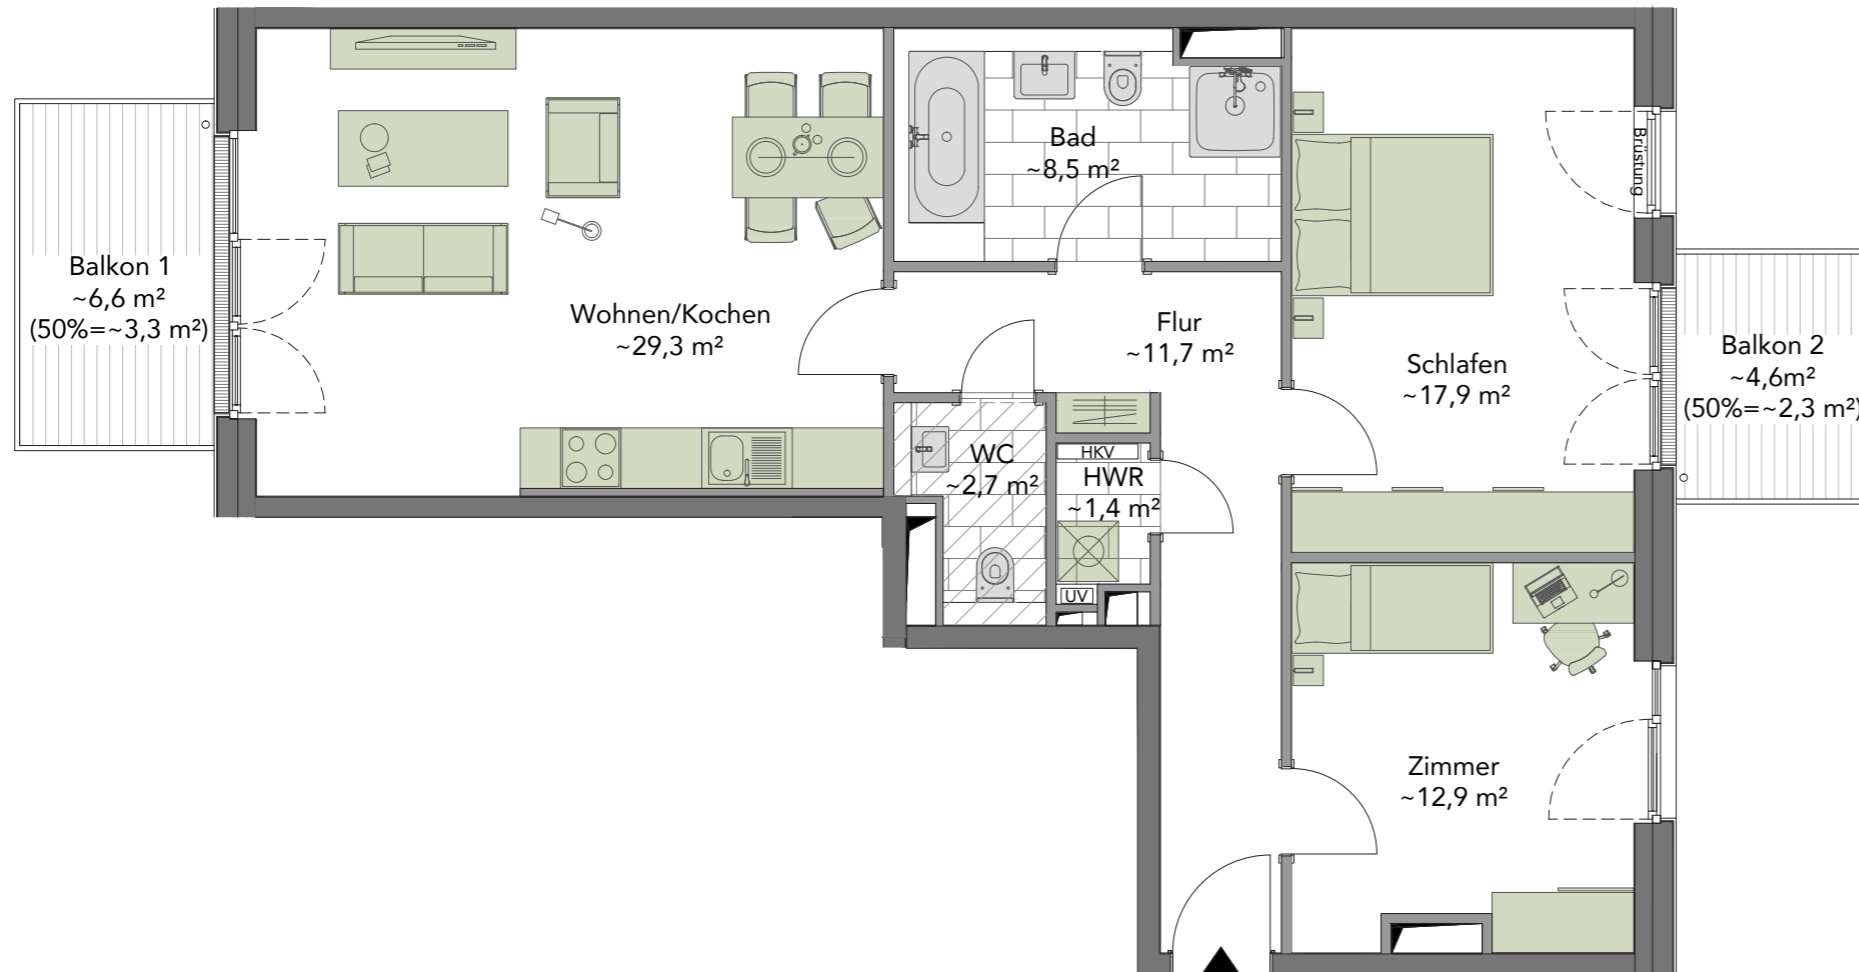 Balkon 1
~6,6 m²
(50%=~3,3 m²)
Wohnen/Kochen
~29,3 m²
Bad
~8,5 m²
Flur
~11,7 m²
Brüstung
Schlafen
~17,9 m²
Balkon 2
~4,6m²
(50%=~2,3 m²)
WC
~2,7 m²
HKV
HWR
~1,4 m²
UV
Zimmer
~12,9 m²